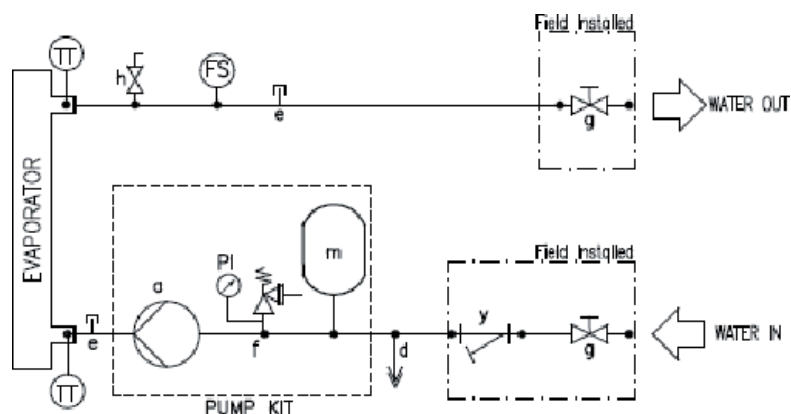 Field Installed
TT
h
FS
e
g
WATER OUT
EVAPORATOR
m
PI
a
Field Installed
y
e
f
d
g
WATER IN
TT
PUMP KIT